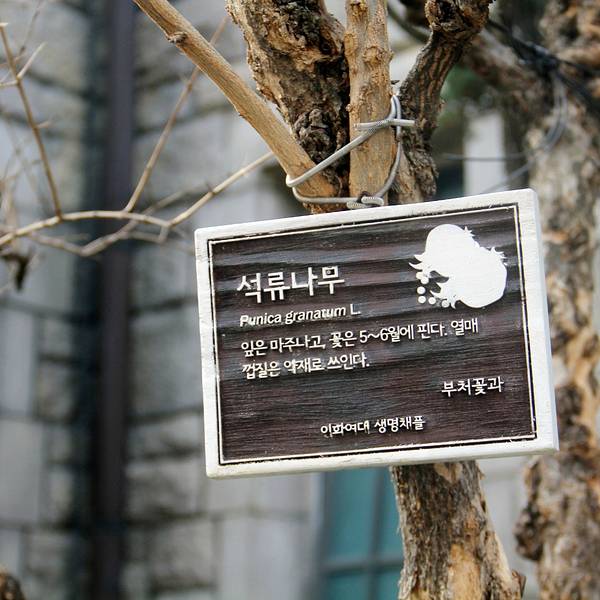 석류나무
Punica granatum L.
잎은 마주나고, 꽃은 5~6월에 핀다. 열매
껍질은 약재로 쓰인다.
부처꽃과
이화여대 생명채플